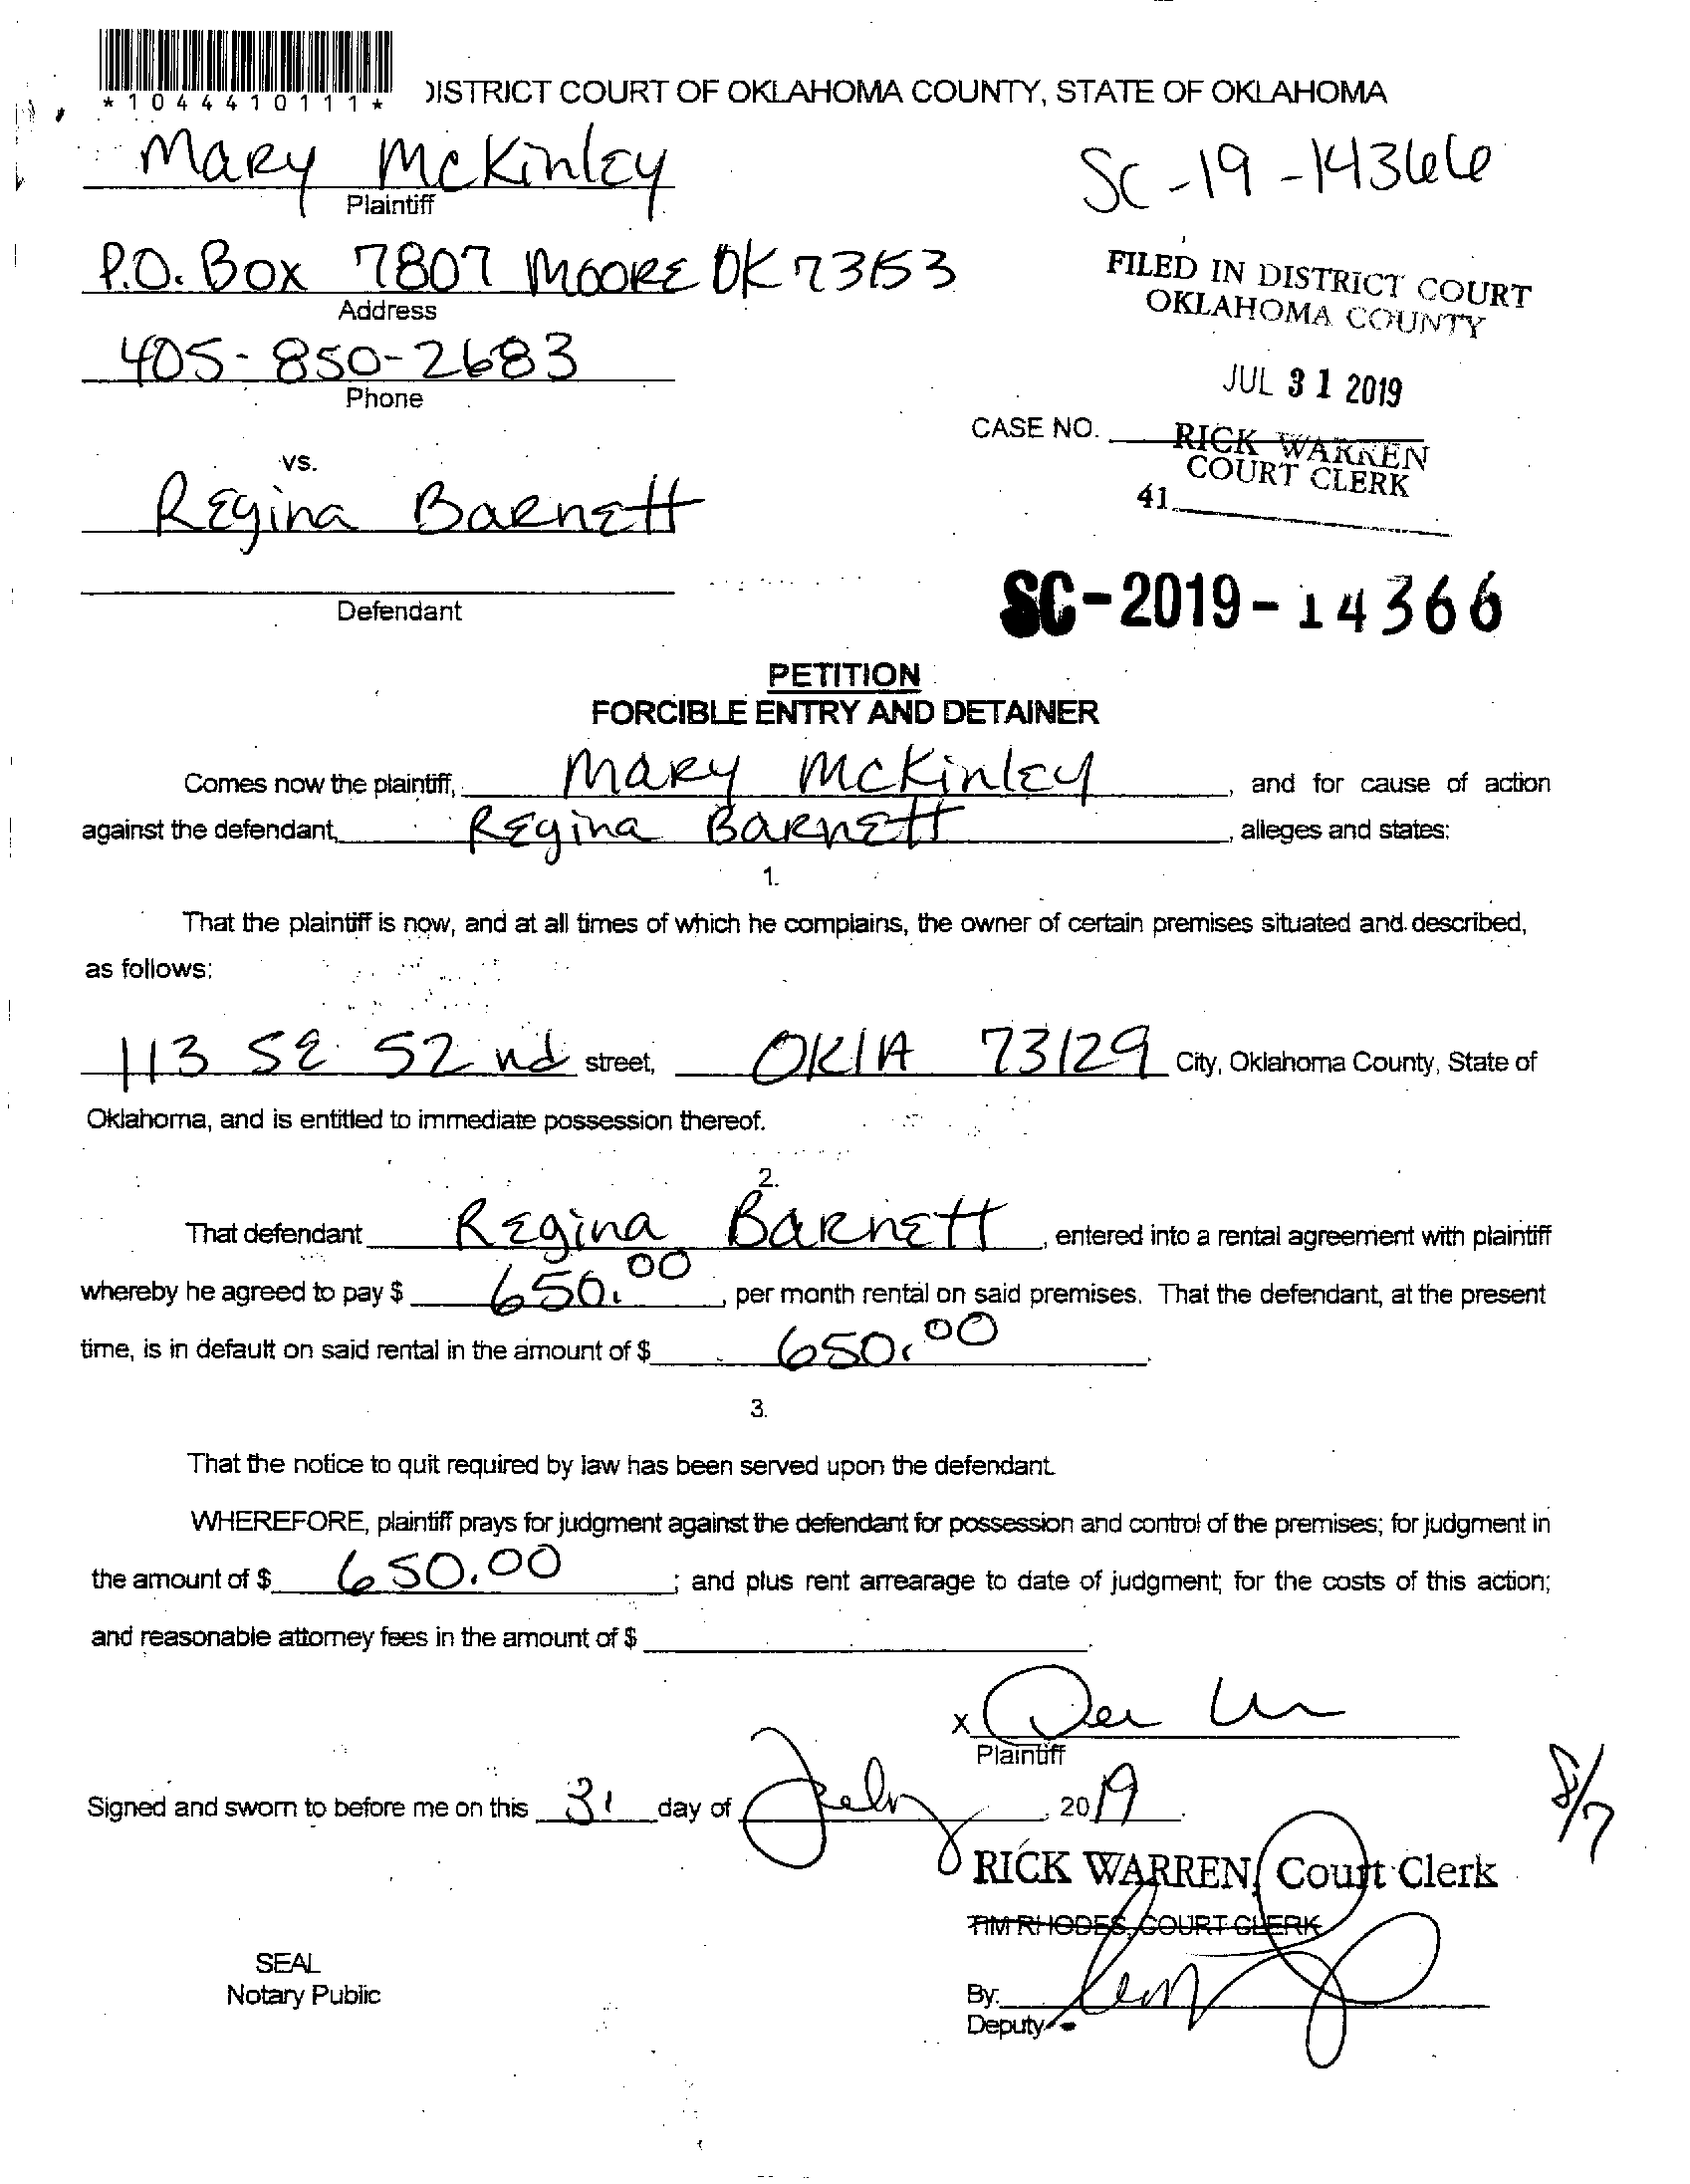 *1044410111*
DISTRICT COURT OF OKLAHOMA COUNTY, STATE OF OKLAHOMA
Mary McKinley
Plaintiff
SC-19-14366
P.O. Box 7807 Moore OK 73153
Address
FILED IN DISTRICT COURT
OKLAHOMA COUNTY
405-850-2683
Phone
JUL 31 2019
CASE NO.
RICK WARREN
COURT CLERK
41
vs.
Regina Barnett
Defendant
SC-2019-14366
PETITION
FORCIBLE ENTRY AND DETAINER
Comes now the plaintiff, Mary McKinley, and for cause of action
against the defendant, Regina Barnett, alleges and states:
1.
That the plaintiff is now, and at all times of which he complains, the owner of certain premises situated and described,
as follows:
113 SE 52nd street, OKlA 73129 City, Oklahoma County, State of
Oklahoma, and is entitled to immediate possession thereof.
2.
That defendant Regina Barnett, entered into a rental agreement with plaintiff
whereby he agreed to pay $ 650.00, per month rental on said premises. That the defendant, at the present
time, is in default on said rental in the amount of $ 650.00.
3.
That the notice to quit required by law has been served upon the defendant.
WHEREFORE, plaintiff prays for judgment against the defendant for possession and control of the premises; for judgment in
the amount of $ 650.00; and plus rent arrearage to date of judgment; for the costs of this action;
and reasonable attorney fees in the amount of $ .
X
Plaintiff
8/7
Signed and sworn to before me on this 31 day of July, 2019.
RICK WARREN, Court Clerk
TIM RHODES, COURT CLERK
SEAL
Notary Public
By:
Deputy